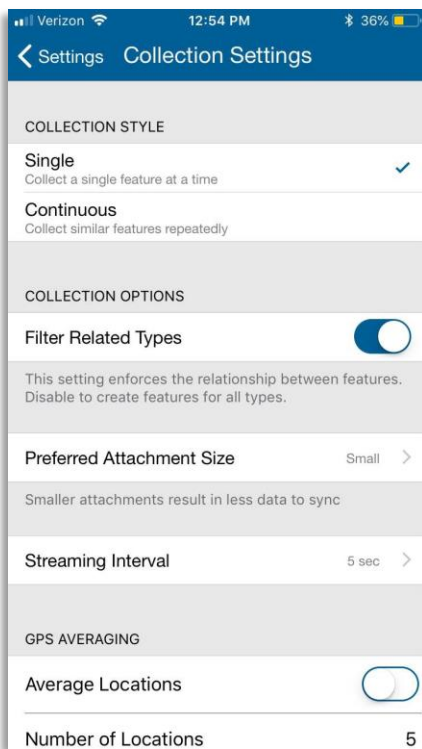 Verizon 12:54 PM 36%
Settings Collection Settings
COLLECTION STYLE
Single
Collect a single feature at a time
Continuous
Collect similar features repeatedly
COLLECTION OPTIONS
Filter Related Types
This setting enforces the relationship between features.
Disable to create features for all types.
Preferred Attachment Size Small
Smaller attachments result in less data to sync
Streaming Interval 5 sec
GPS AVERAGING
Average Locations
Number of Locations 5